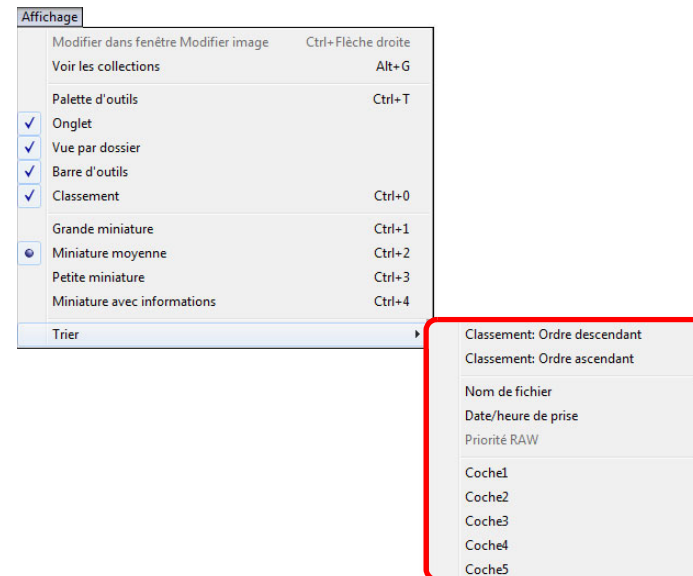 Affichage
Modifier dans fenêtre Modifier image Ctrl+Flèche droite
Voir les collections Alt+G
Palette d'outils Ctrl+T
Onglet
Vue par dossier
Barre d'outils
Classement Ctrl+0
Grande miniature Ctrl+1
Miniature moyenne Ctrl+2
Petite miniature Ctrl+3
Miniature avec informations Ctrl+4
Trier
Classement: Ordre descendant
Classement: Ordre ascendant
Nom de fichier
Date/heure de prise
Priorité RAW
Coche1
Coche2
Coche3
Coche4
Coche5